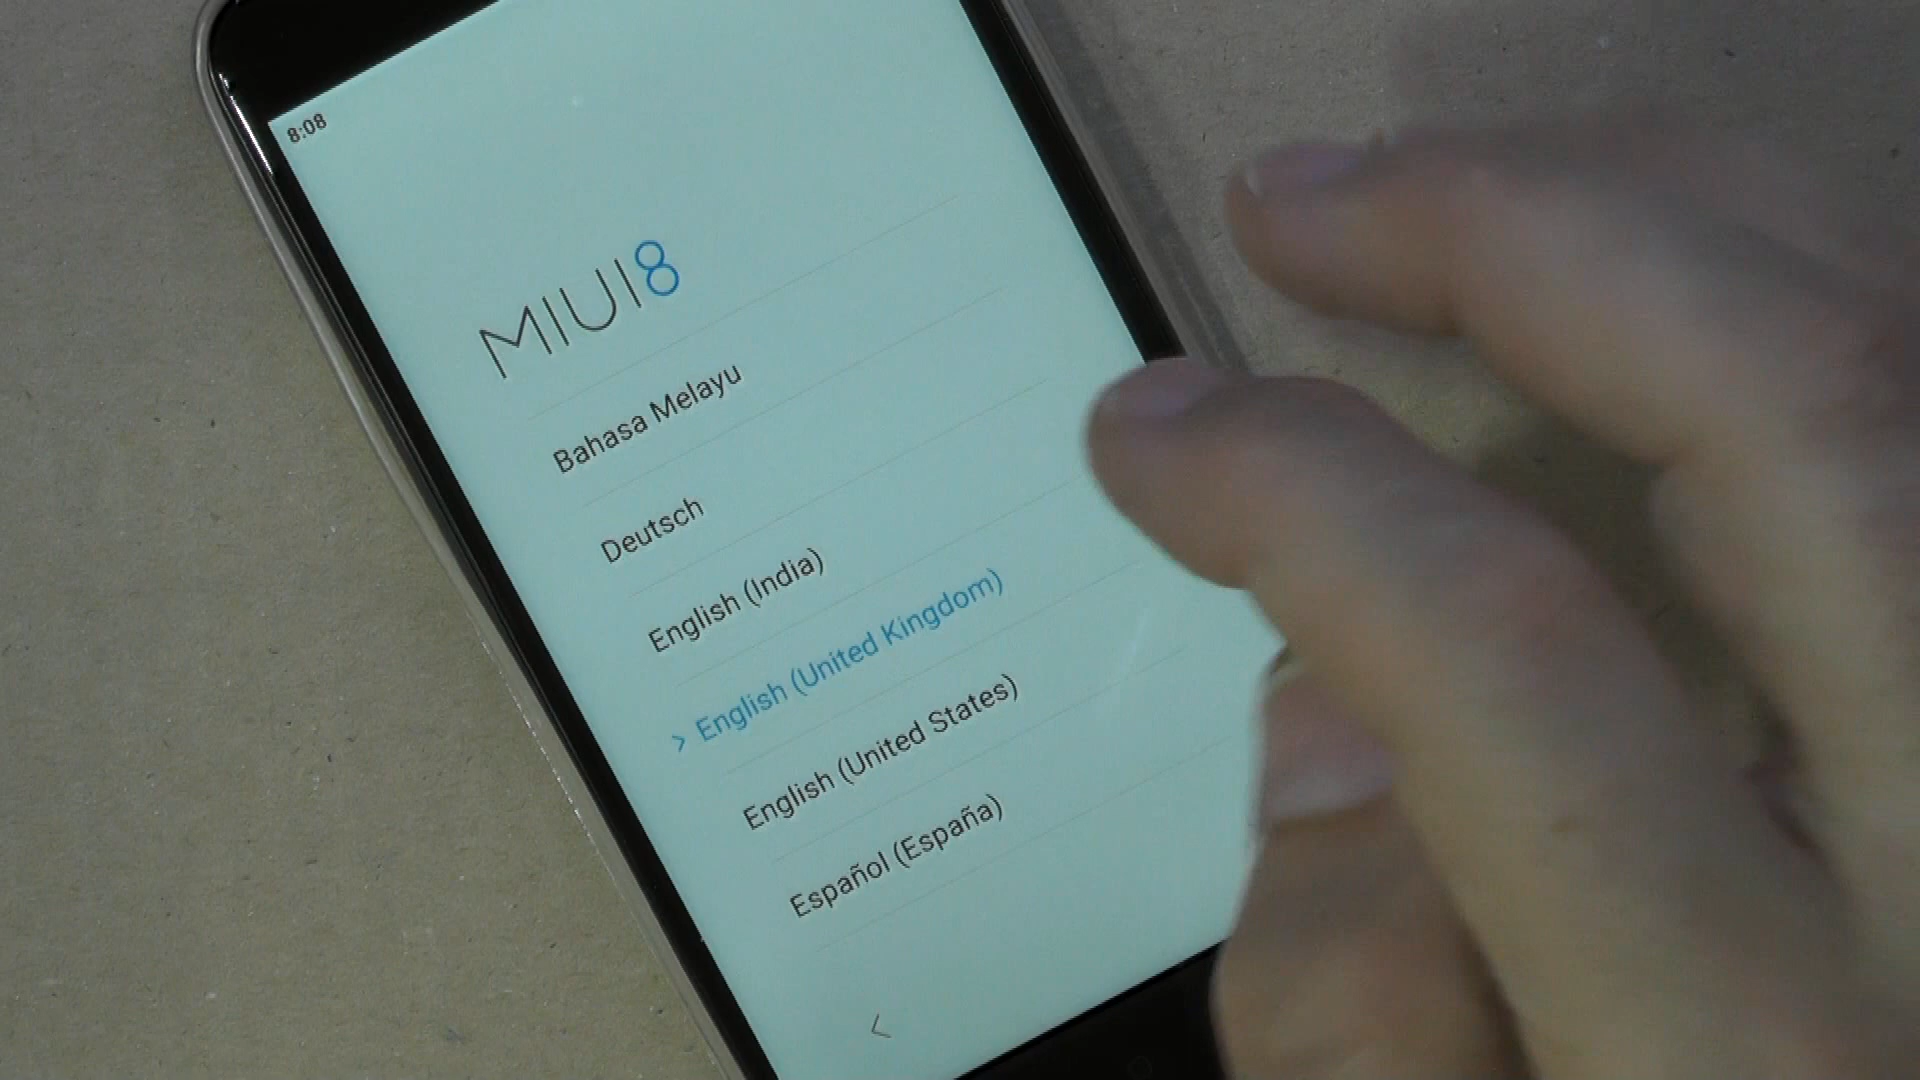 8:08
MIUI8
Bahasa Melayu
Deutsch
English (India)
> English (United Kingdom)
English (United States)
Español (España)